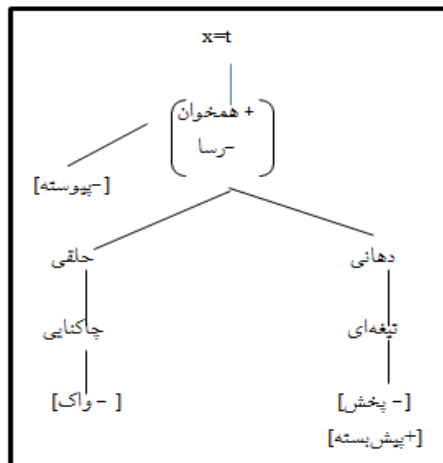 x=t
+ همخوان
-رسا
[-پیوسته]
دهانی
حلقی
تیغه‌ای
چاکنایی
[- پخش]
[- واک]
[+پیش‌بسته]